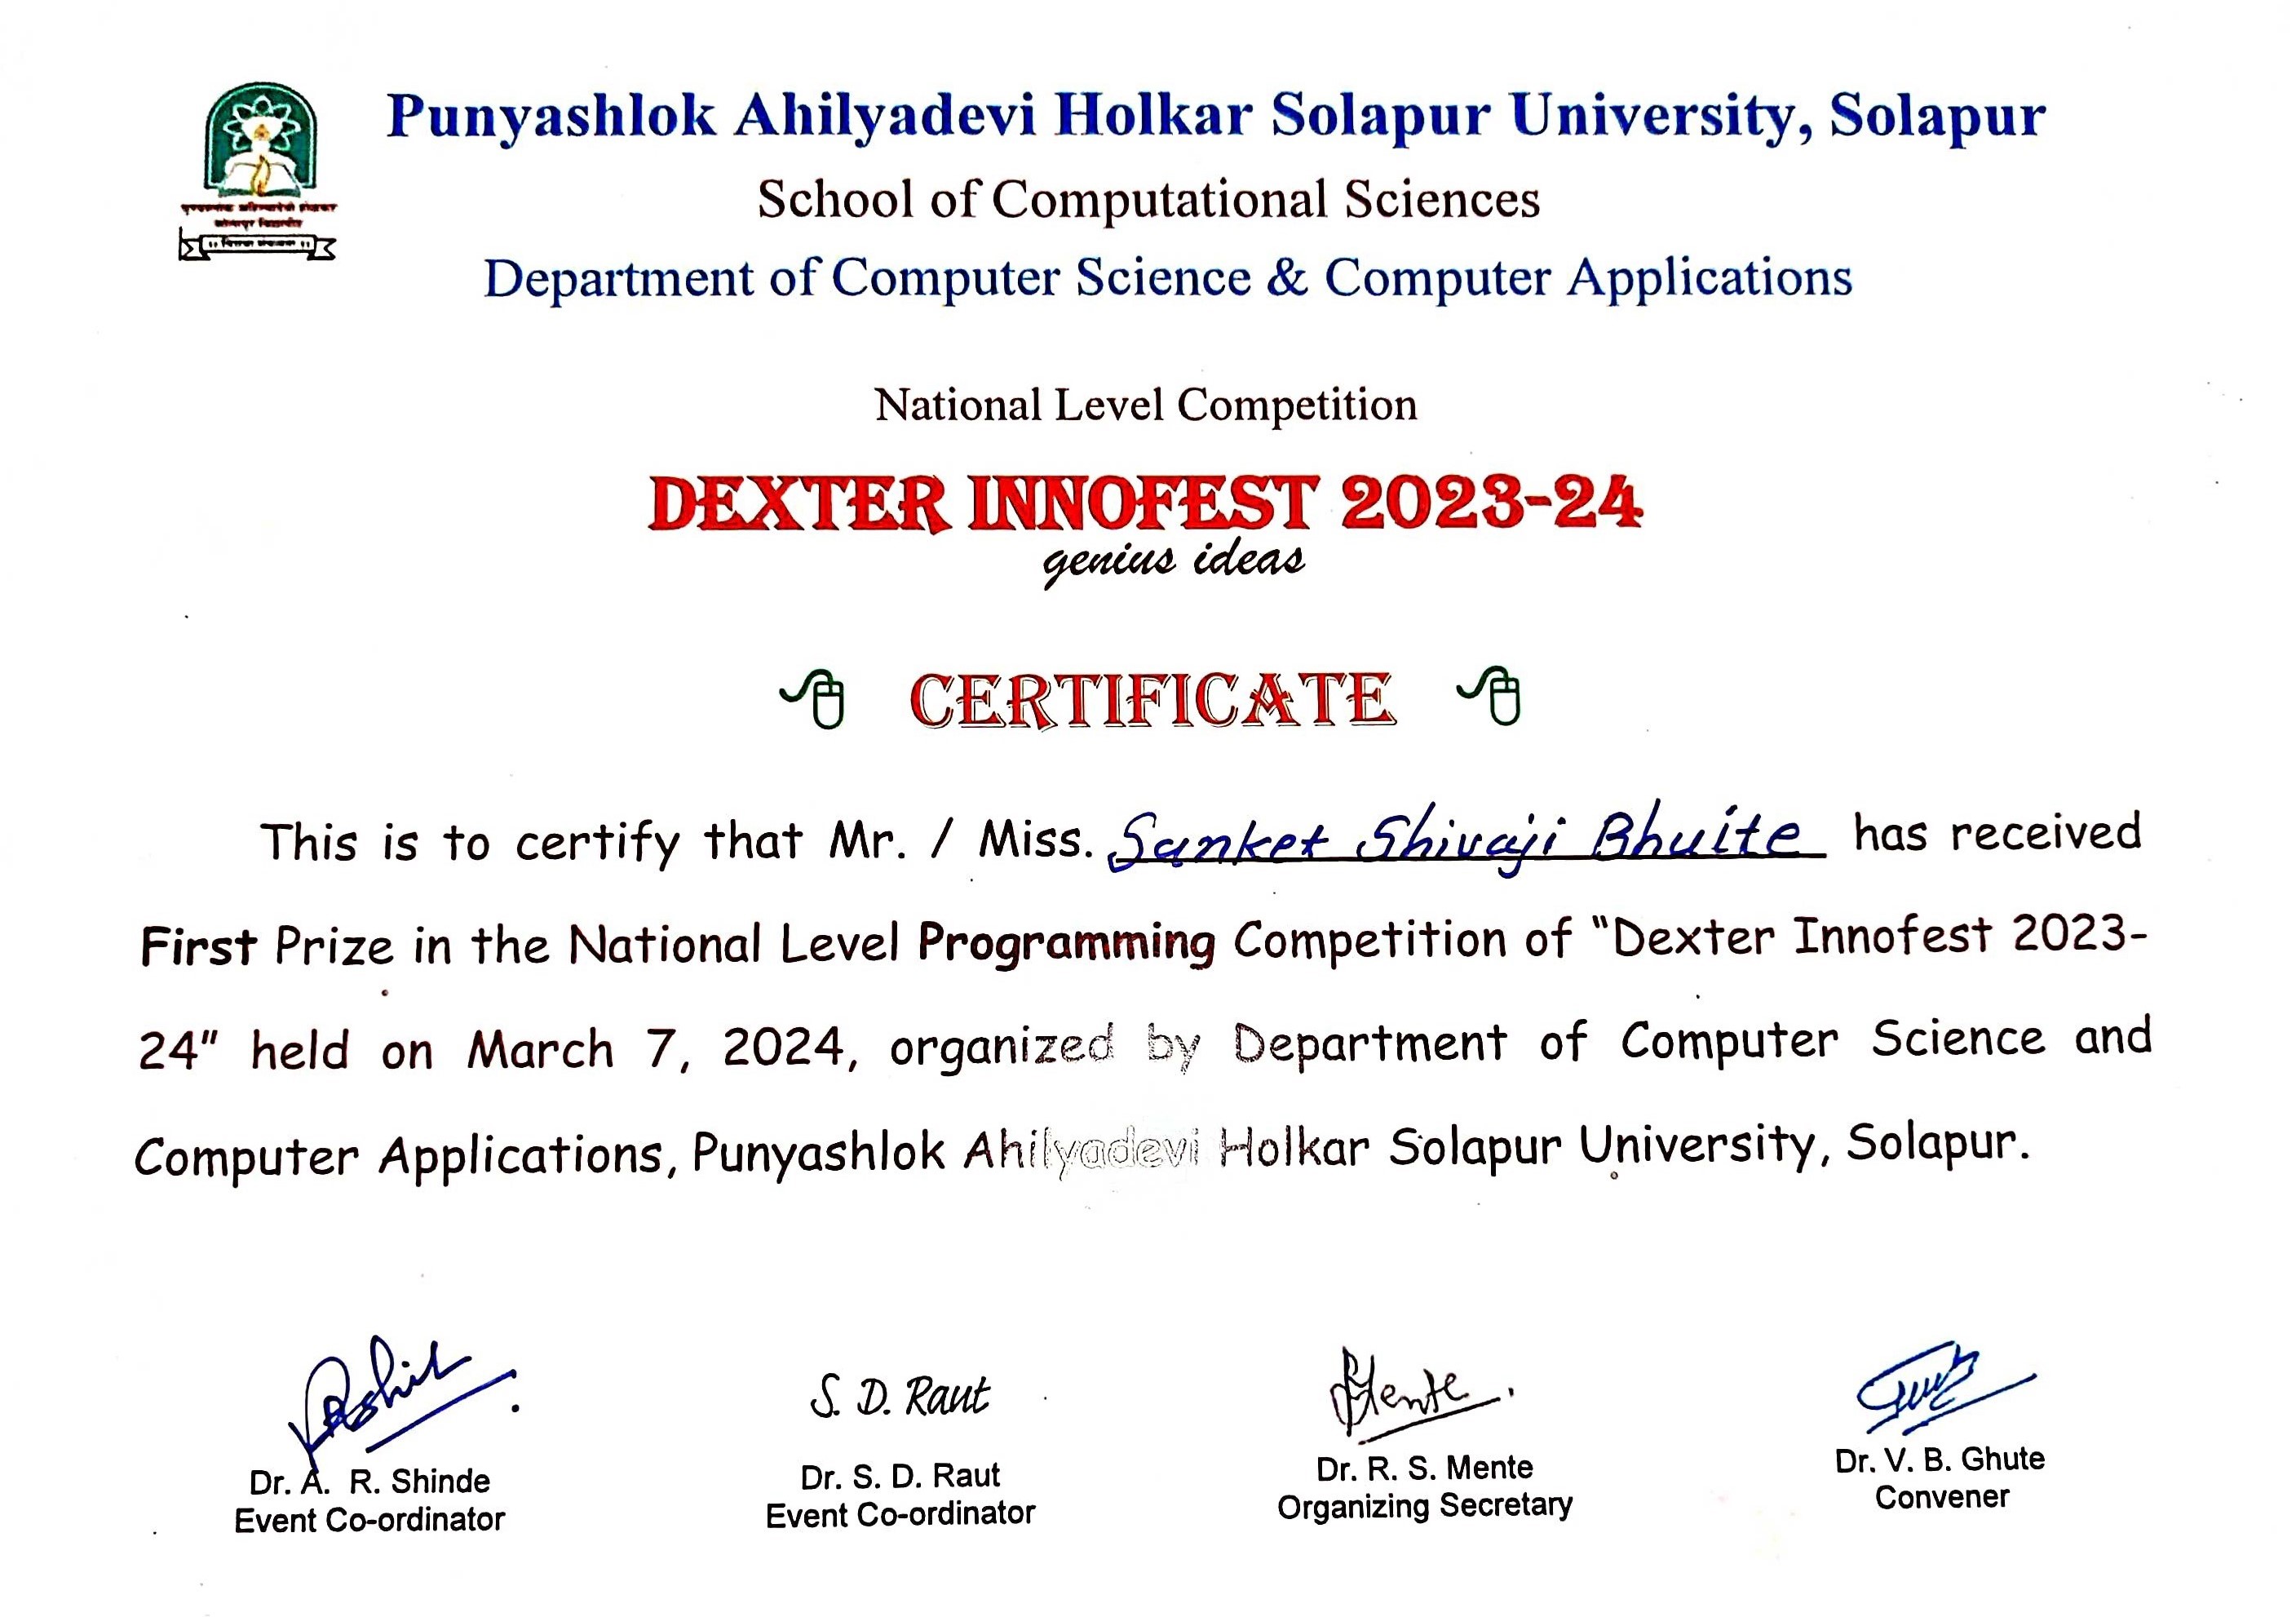 Punyashlok Ahilyadevi Holkar Solapur University, Solapur
School of Computational Sciences
Department of Computer Science & Computer Applications
National Level Competition
DEXTER INNOFEST 2023-24
genius ideas
CERTIFICATE
This is to certify that Mr. / Miss. Sanket Shivaji Bhuite has received
First Prize in the National Level Programming Competition of "Dexter Innofest 2023-
24" held on March 7, 2024, organized by Department of Computer Science and
Computer Applications, Punyashlok Ahilyadevi Holkar Solapur University, Solapur.
S. D. Raut
Dr. A. R. Shinde
Event Co-ordinator
Dr. S. D. Raut
Event Co-ordinator
Dr. R. S. Mente
Organizing Secretary
Dr. V. B. Ghute
Convener